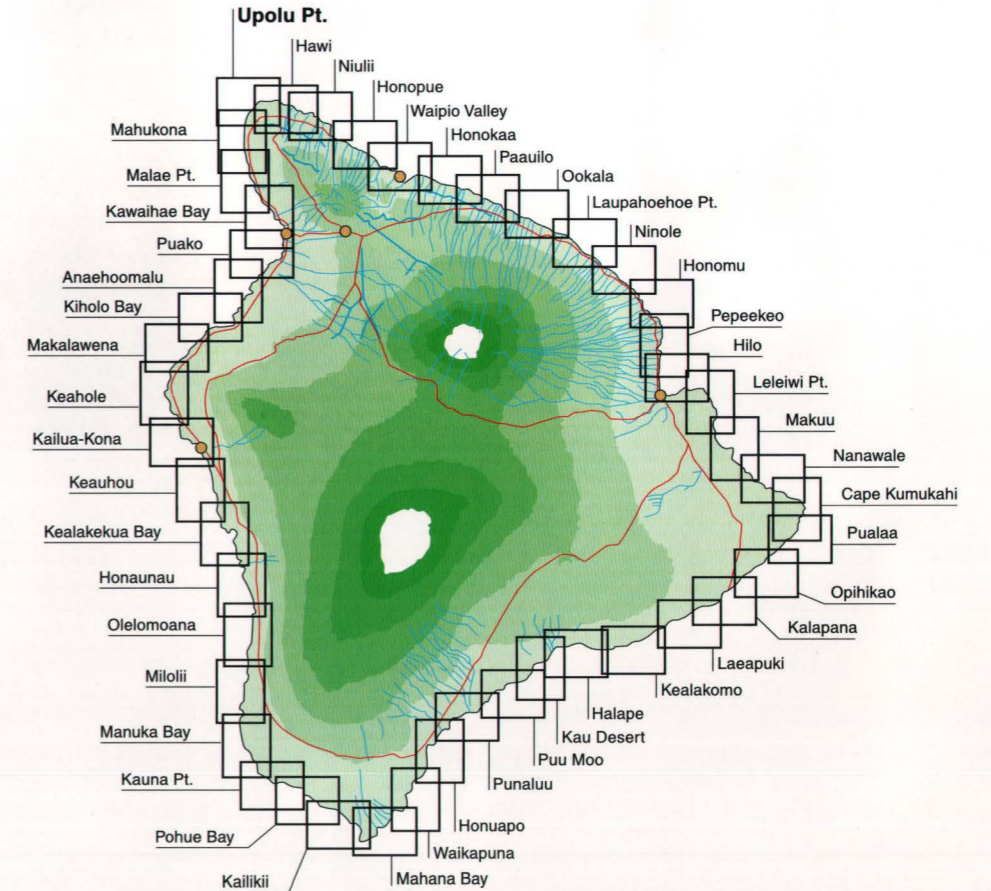 Upolu Pt.
Hawi
Niulii
Honopue
Waipio Valley
Honokaa
Paauilo
Ookala
Laupahoehoe Pt.
Ninole
Honomu
Pepeekeo
Hilo
Leleiwi Pt.
Makuu
Nanawale
Cape Kumukahi
Pualaa
Opihikao
Kalapana
Laeapuki
Kealakomo
Halape
Kau Desert
Puu Moo
Punaluu
Honuapo
Waikapuna
Mahana Bay
Kailikii
Pohue Bay
Kauna Pt.
Manuka Bay
Milolii
Olelomoana
Honaunau
Kealakekua Bay
Keauhou
Kailua-Kona
Keahole
Makalawena
Kiholo Bay
Anaehoomalu
Puako
Kawaihae Bay
Malae Pt.
Mahukona